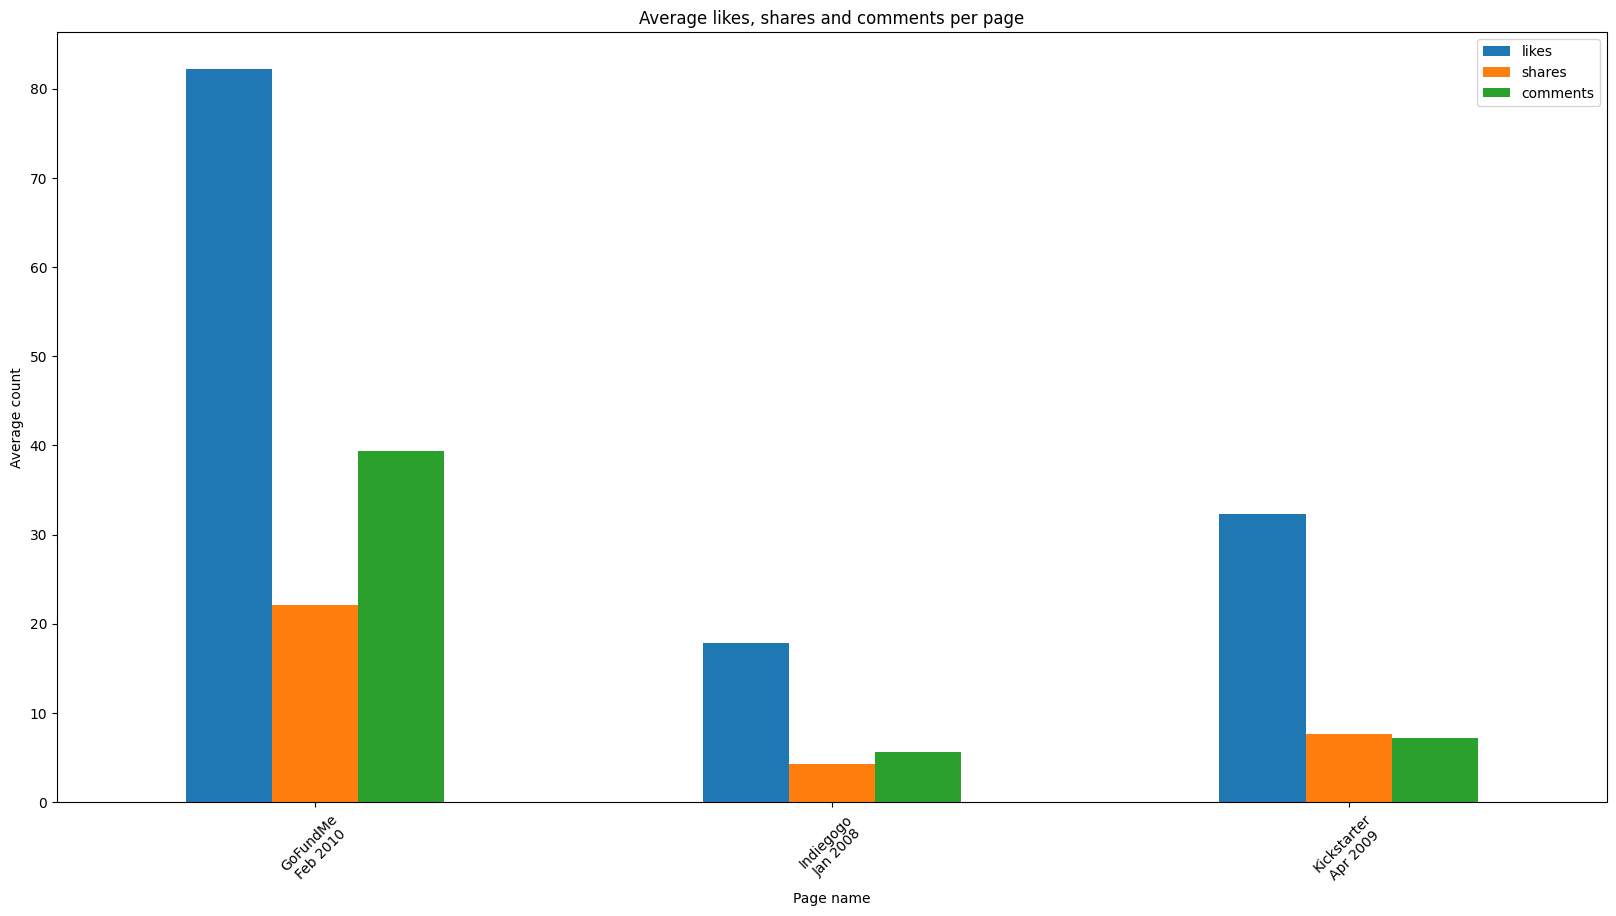 Average likes, shares and comments per page
likes
shares
comments
Average count
80
70
60
50
40
30
20
10
0
GoFundMe
Feb 2010
Indiegogo
Jan 2008
Kickstarter
Apr 2009
Page name